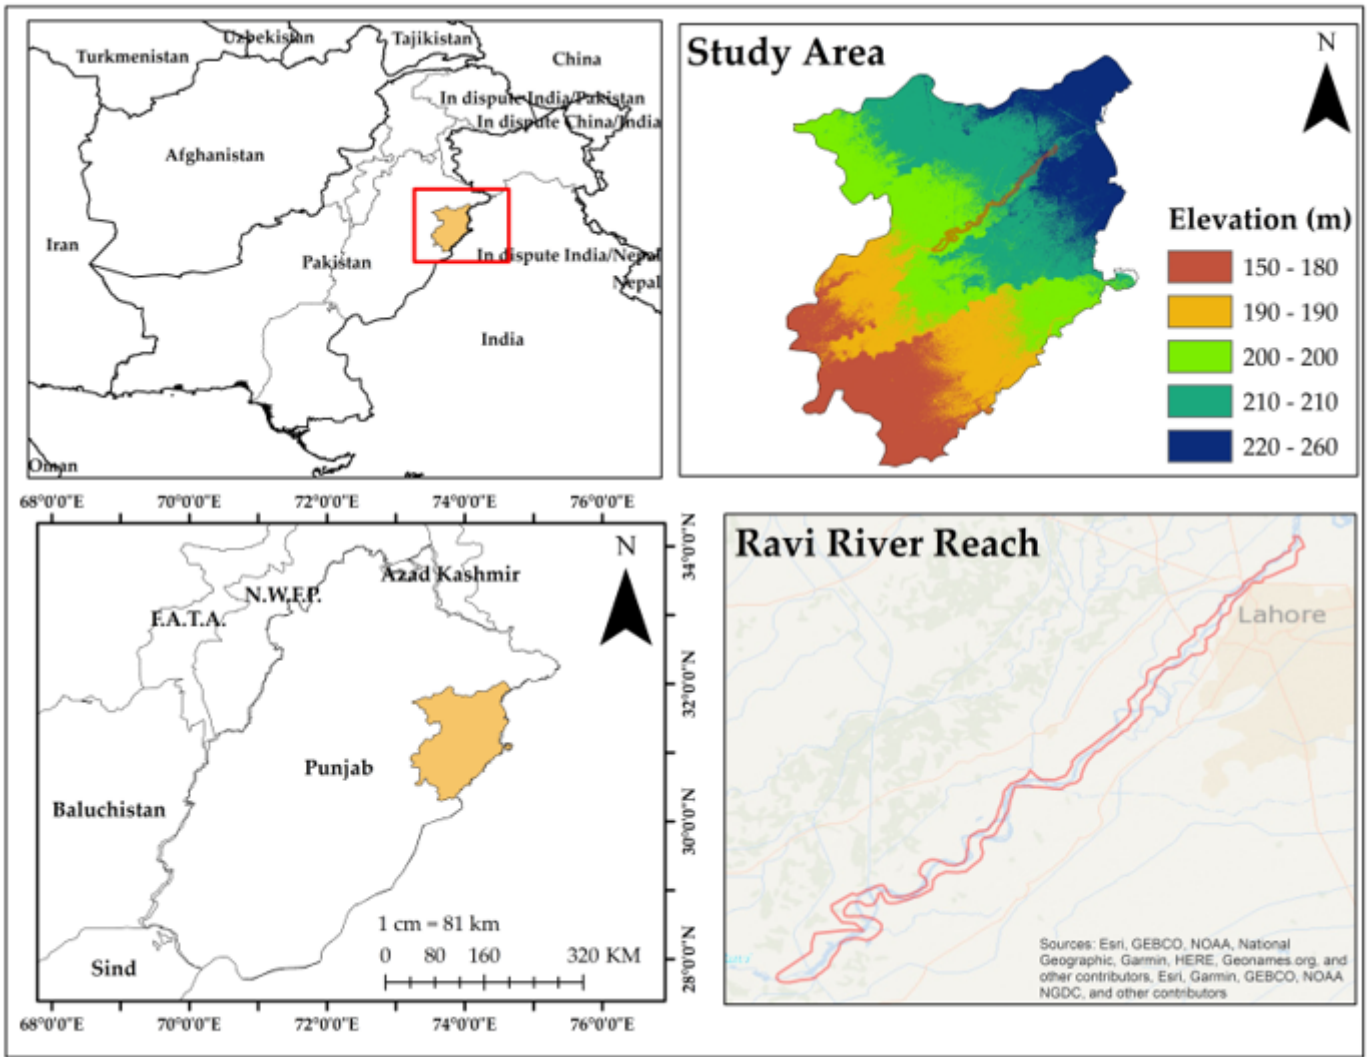 Uzbekistan
Tajikistan
Turkmenistan
China
In dispute India/Pakistan
In dispute China/India
Afghanistan
Iran
Pakistan
In dispute India/Nepal
Nepal
India
Oman
Study Area
N
Elevation (m)
150 - 180
190 - 190
200 - 200
210 - 210
220 - 260
68°0'0"E 70°0'0"E 72°0'0"E 74°0'0"E 76°0'0"E
N
Azad Kashmir
N.W.F.P.
F.A.T.A.
Punjab
Baluchistan
Sind
1 cm = 81 km
0 80 160 320 KM
34°0'0"N
32°0'0"N
30°0'0"N
28°0'0"N
68°0'0"E 70°0'0"E 72°0'0"E 74°0'0"E 76°0'0"E
Ravi River Reach
Lahore
Sources: Esri, GEBCO, NOAA, National
Geographic, Garmin, HERE, Geonames.org, and
other contributors, Esri, Garmin, GEBCO, NOAA
NGDC, and other contributors